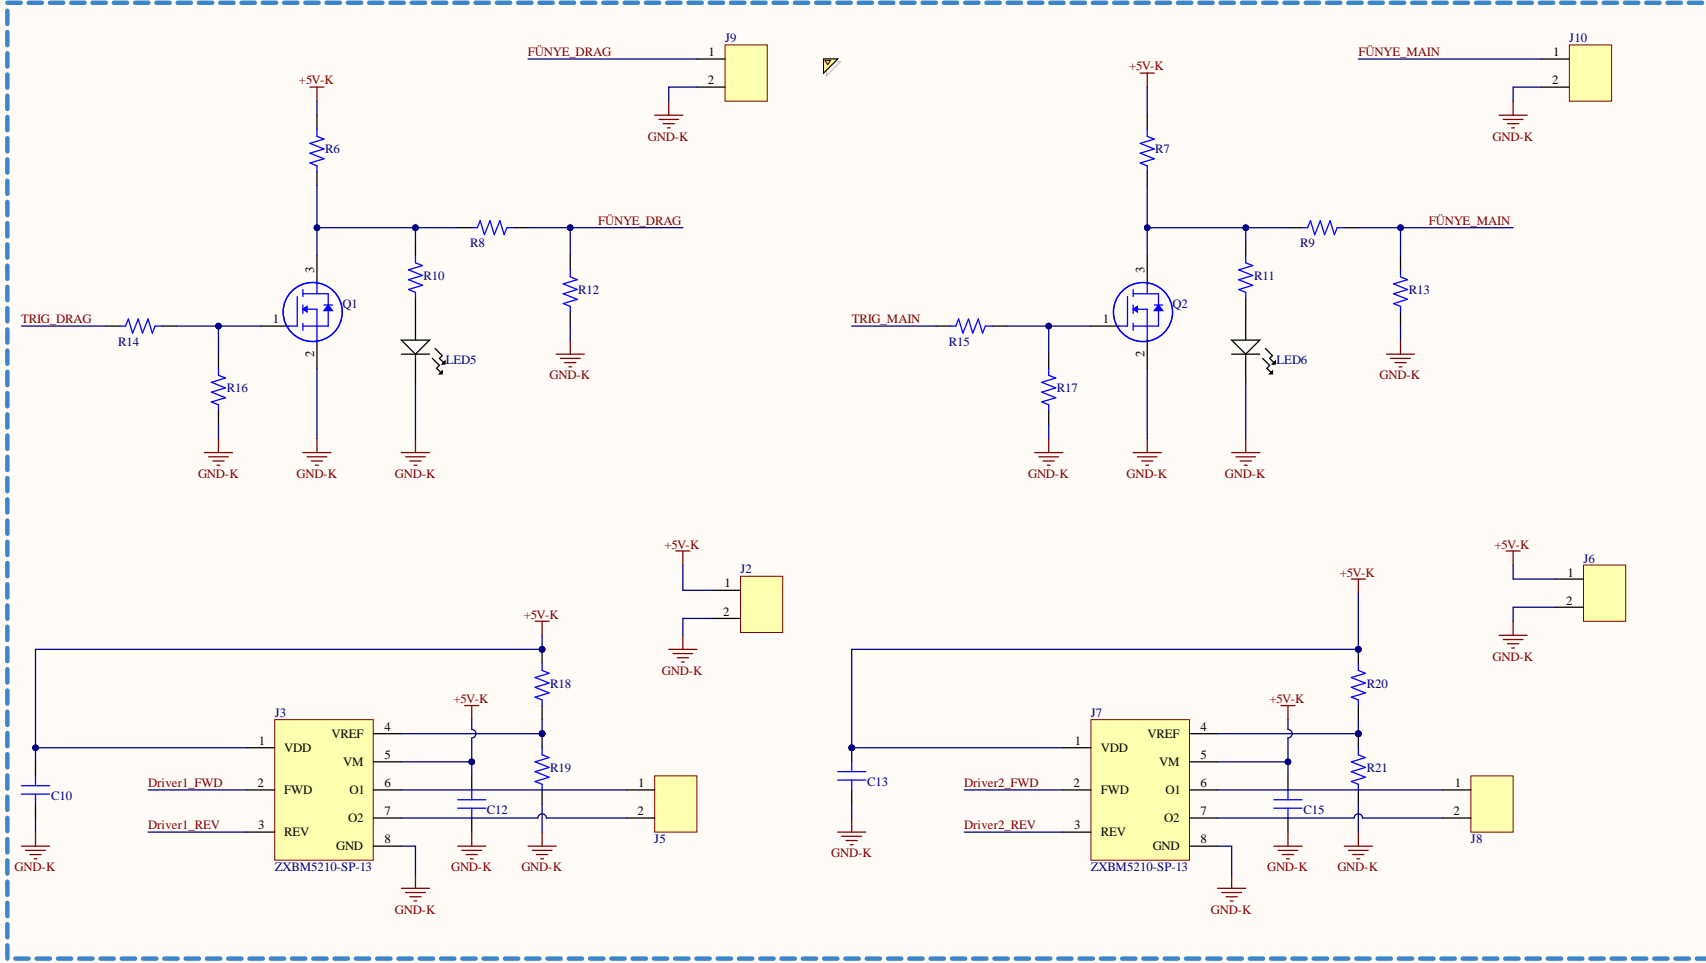 FÜNYE_DRAG
J9
1
2
GND-K
+5V-K
R6
FÜNYE_DRAG
R8
3
R10
R12
Q1
TRIG_DRAG
1
R14
2
LED5
GND-K
R16
GND-K
GND-K
GND-K
FÜNYE_MAIN
J10
1
2
GND-K
+5V-K
R7
FÜNYE_MAIN
R9
3
R11
R13
Q2
TRIG_MAIN
1
R15
2
LED6
GND-K
R17
GND-K
GND-K
GND-K
+5V-K
J2
1
2
GND-K
+5V-K
R18
+5V-K
J3
1
VDD
VREF
4
VM
5
R19
Driver1_FWD
2
FWD
O1
6
1
C10
C12
O2
7
2
Driver1_REV
3
REV
GND
8
J5
ZXBM5210-SP-13
GND-K
GND-K
GND-K
GND-K
+5V-K
J6
1
2
GND-K
+5V-K
R20
+5V-K
J7
1
VDD
VREF
4
VM
5
R21
C13
Driver2_FWD
2
FWD
O1
6
1
C15
O2
7
2
Driver2_REV
3
REV
GND
8
J8
ZXBM5210-SP-13
GND-K
GND-K
GND-K
GND-K